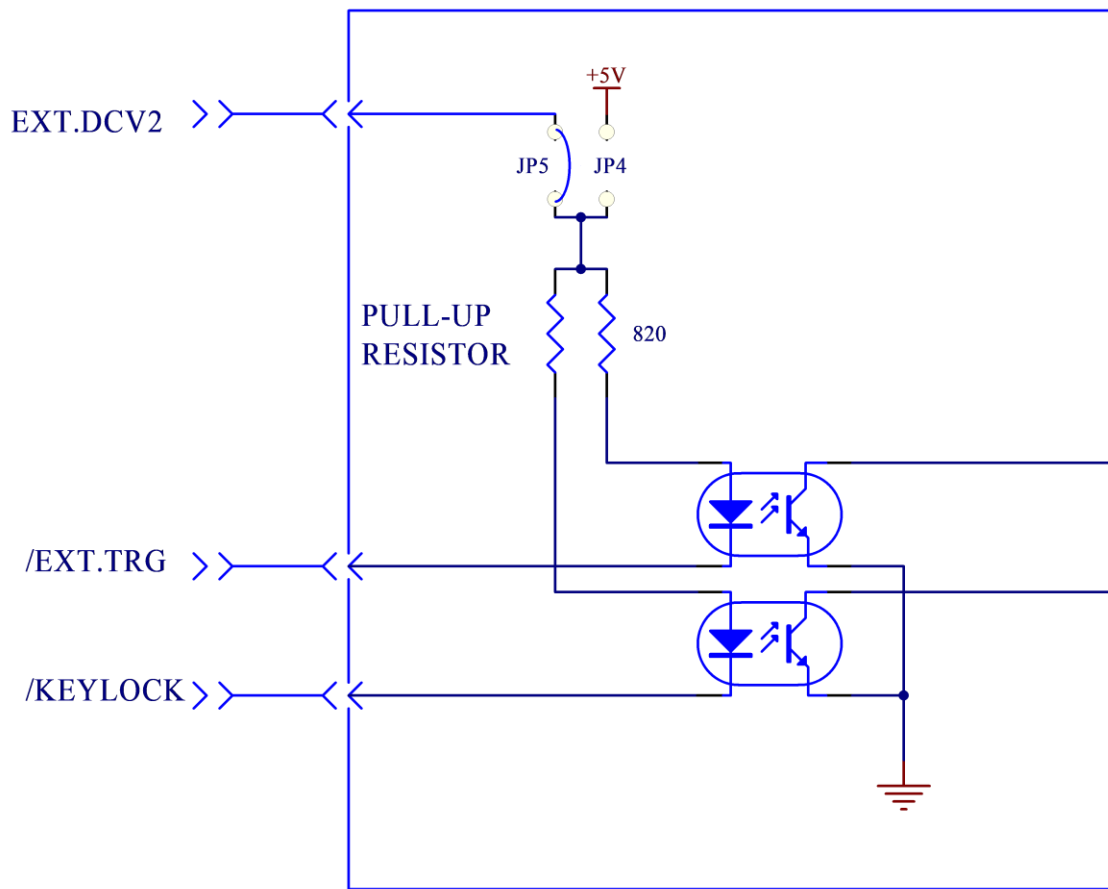 +5V
EXT.DCV2
JP5
JP4
PULL-UP
RESISTOR
820
/EXT.TRG
/KEYLOCK